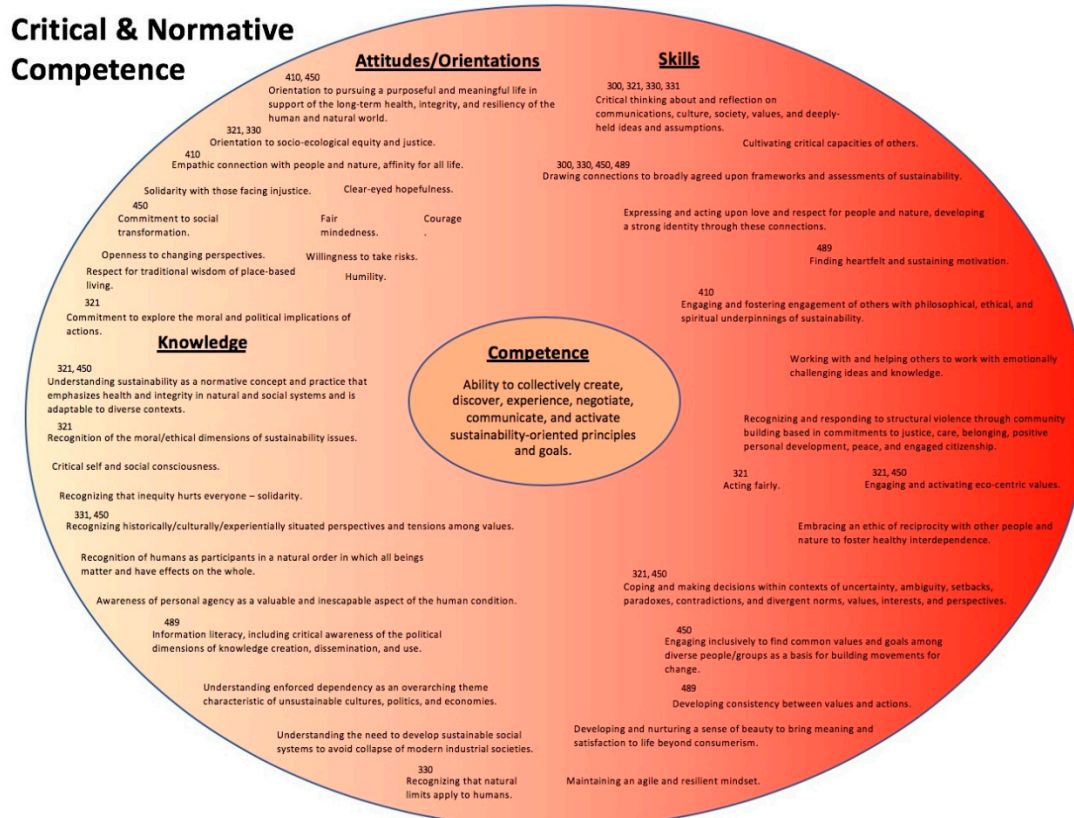 Critical & Normative
Competence
Attitudes/Orientations
410, 450
Orientation to pursuing a purposeful and meaningful life in
support of the long-term health, integrity, and resiliency of the
human and natural world.
321, 330
Orientation to socio-ecological equity and justice.
410
Empathic connection with people and nature, affinity for all life.
Solidarity with those facing injustice.
Clear-eyed hopefulness.
450
Commitment to social
transformation.
Fair
mindedness.
Courage
.
Openness to changing perspectives.
Willingness to take risks.
Respect for traditional wisdom of place-based
living.
Humility.
321
Commitment to explore the moral and political implications of
actions.
Knowledge
321, 450
Understanding sustainability as a normative concept and practice that
emphasizes health and integrity in natural and social systems and is
adaptable to diverse contexts.
321
Recognition of the moral/ethical dimensions of sustainability issues.
Critical self and social consciousness.
Recognizing that inequity hurts everyone – solidarity.
331, 450
Recognizing historically/culturally/experientially situated perspectives and tensions among values.
Recognition of humans as participants in a natural order in which all beings
matter and have effects on the whole.
Awareness of personal agency as a valuable and inescapable aspect of the human condition.
489
Information literacy, including critical awareness of the political
dimensions of knowledge creation, dissemination, and use.
Understanding enforced dependency as an overarching theme
characteristic of unsustainable cultures, politics, and economies.
Understanding the need to develop sustainable social
systems to avoid collapse of modern industrial societies.
330
Recognizing that natural
limits apply to humans.
Competence
Ability to collectively create,
discover, experience, negotiate,
communicate, and activate
sustainability-oriented principles
and goals.
Skills
300, 321, 330, 331
Critical thinking about and reflection on
communications, culture, society, values, and deeply-
held ideas and assumptions.
Cultivating critical capacities of others.
300, 330, 450, 489
Drawing connections to broadly agreed upon frameworks and assessments of sustainability.
Expressing and acting upon love and respect for people and nature, developing
a strong identity through these connections.
489
Finding heartfelt and sustaining motivation.
410
Engaging and fostering engagement of others with philosophical, ethical, and
spiritual underpinnings of sustainability.
Working with and helping others to work with emotionally
challenging ideas and knowledge.
Recognizing and responding to structural violence through community
building based in commitments to justice, care, belonging, positive
personal development, peace, and engaged citizenship.
321
Acting fairly.
321, 450
Engaging and activating eco-centric values.
Embracing an ethic of reciprocity with other people and
nature to foster healthy interdependence.
321, 450
Coping and making decisions within contexts of uncertainty, ambiguity, setbacks,
paradoxes, contradictions, and divergent norms, values, interests, and perspectives.
450
Engaging inclusively to find common values and goals among
diverse people/groups as a basis for building movements for
change.
489
Developing consistency between values and actions.
Developing and nurturing a sense of beauty to bring meaning and
satisfaction to life beyond consumerism.
Maintaining an agile and resilient mindset.